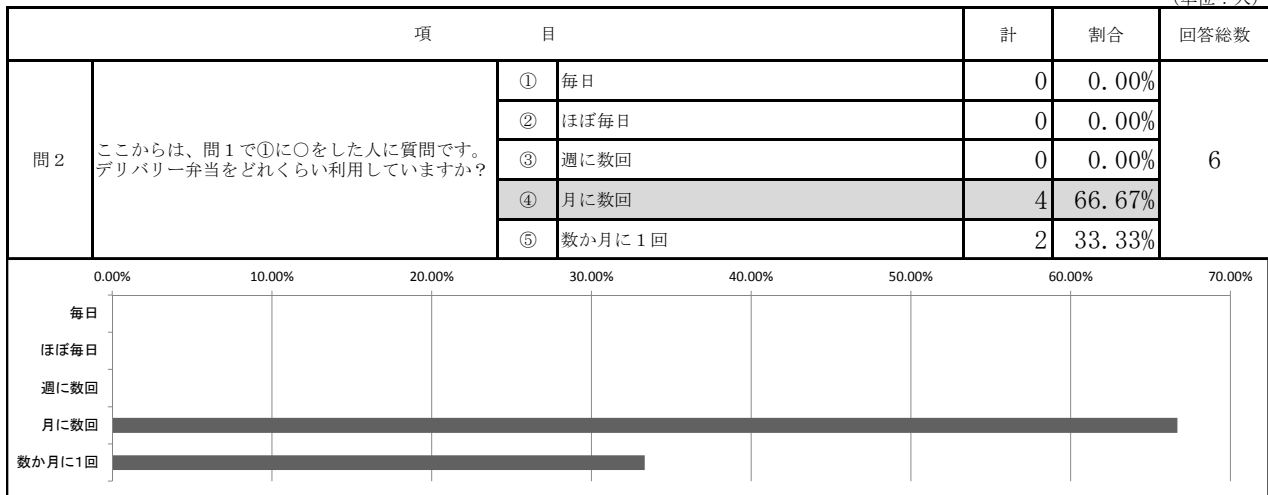 (単位：人)
項 目 計 割合 回答総数
問２ ここからは、問１で①に○をした人に質問です。
デリバリー弁当をどれくらい利用していますか？
① 毎日 0 0.00%
② ほぼ毎日 0 0.00%
③ 週に数回 0 0.00%
④ 月に数回 4 66.67%
⑤ 数か月に１回 2 33.33%
6
0.00% 10.00% 20.00% 30.00% 40.00% 50.00% 60.00% 70.00%
毎日
ほぼ毎日
週に数回
月に数回
数か月に1回